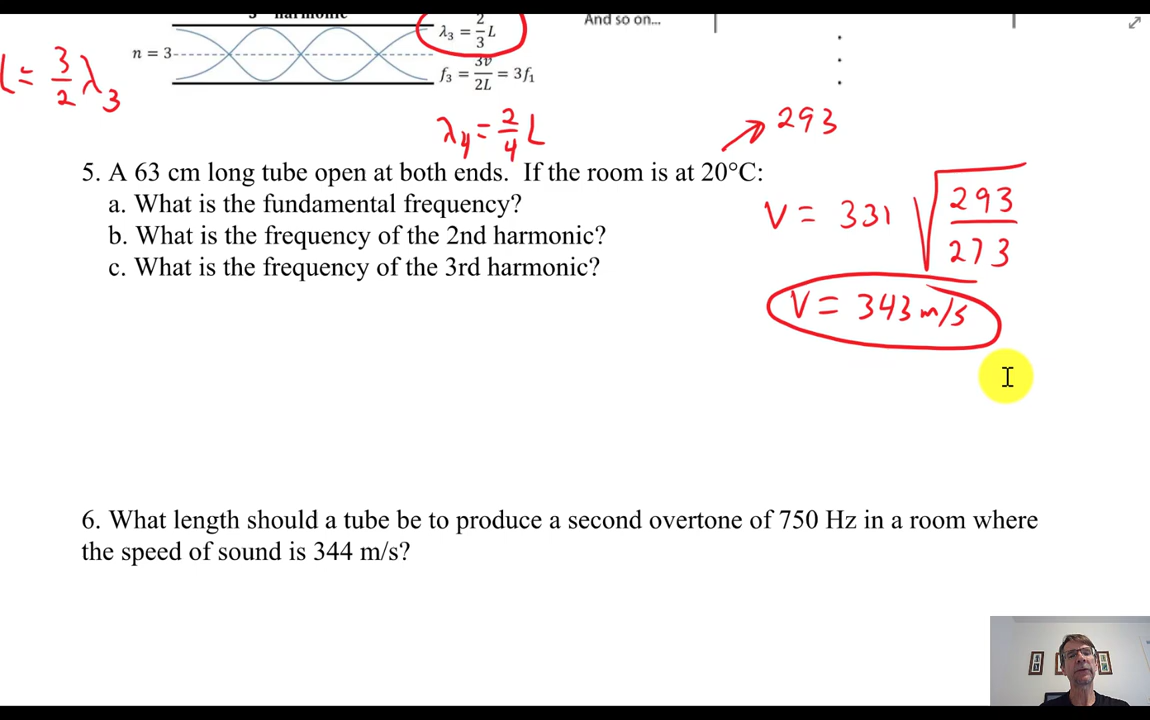 3 harmonic
And so on...
λ₃ = 2/3 L
n = 3
L = 3/2 λ₃
f₃ = 3v/2L = 3f₁
λ₄ = 2/4 L
293
5. A 63 cm long tube open at both ends. If the room is at 20°C:
a. What is the fundamental frequency?
b. What is the frequency of the 2nd harmonic?
c. What is the frequency of the 3rd harmonic?
V = 331 √293/273
V = 343 m/s
6. What length should a tube be to produce a second overtone of 750 Hz in a room where
the speed of sound is 344 m/s?